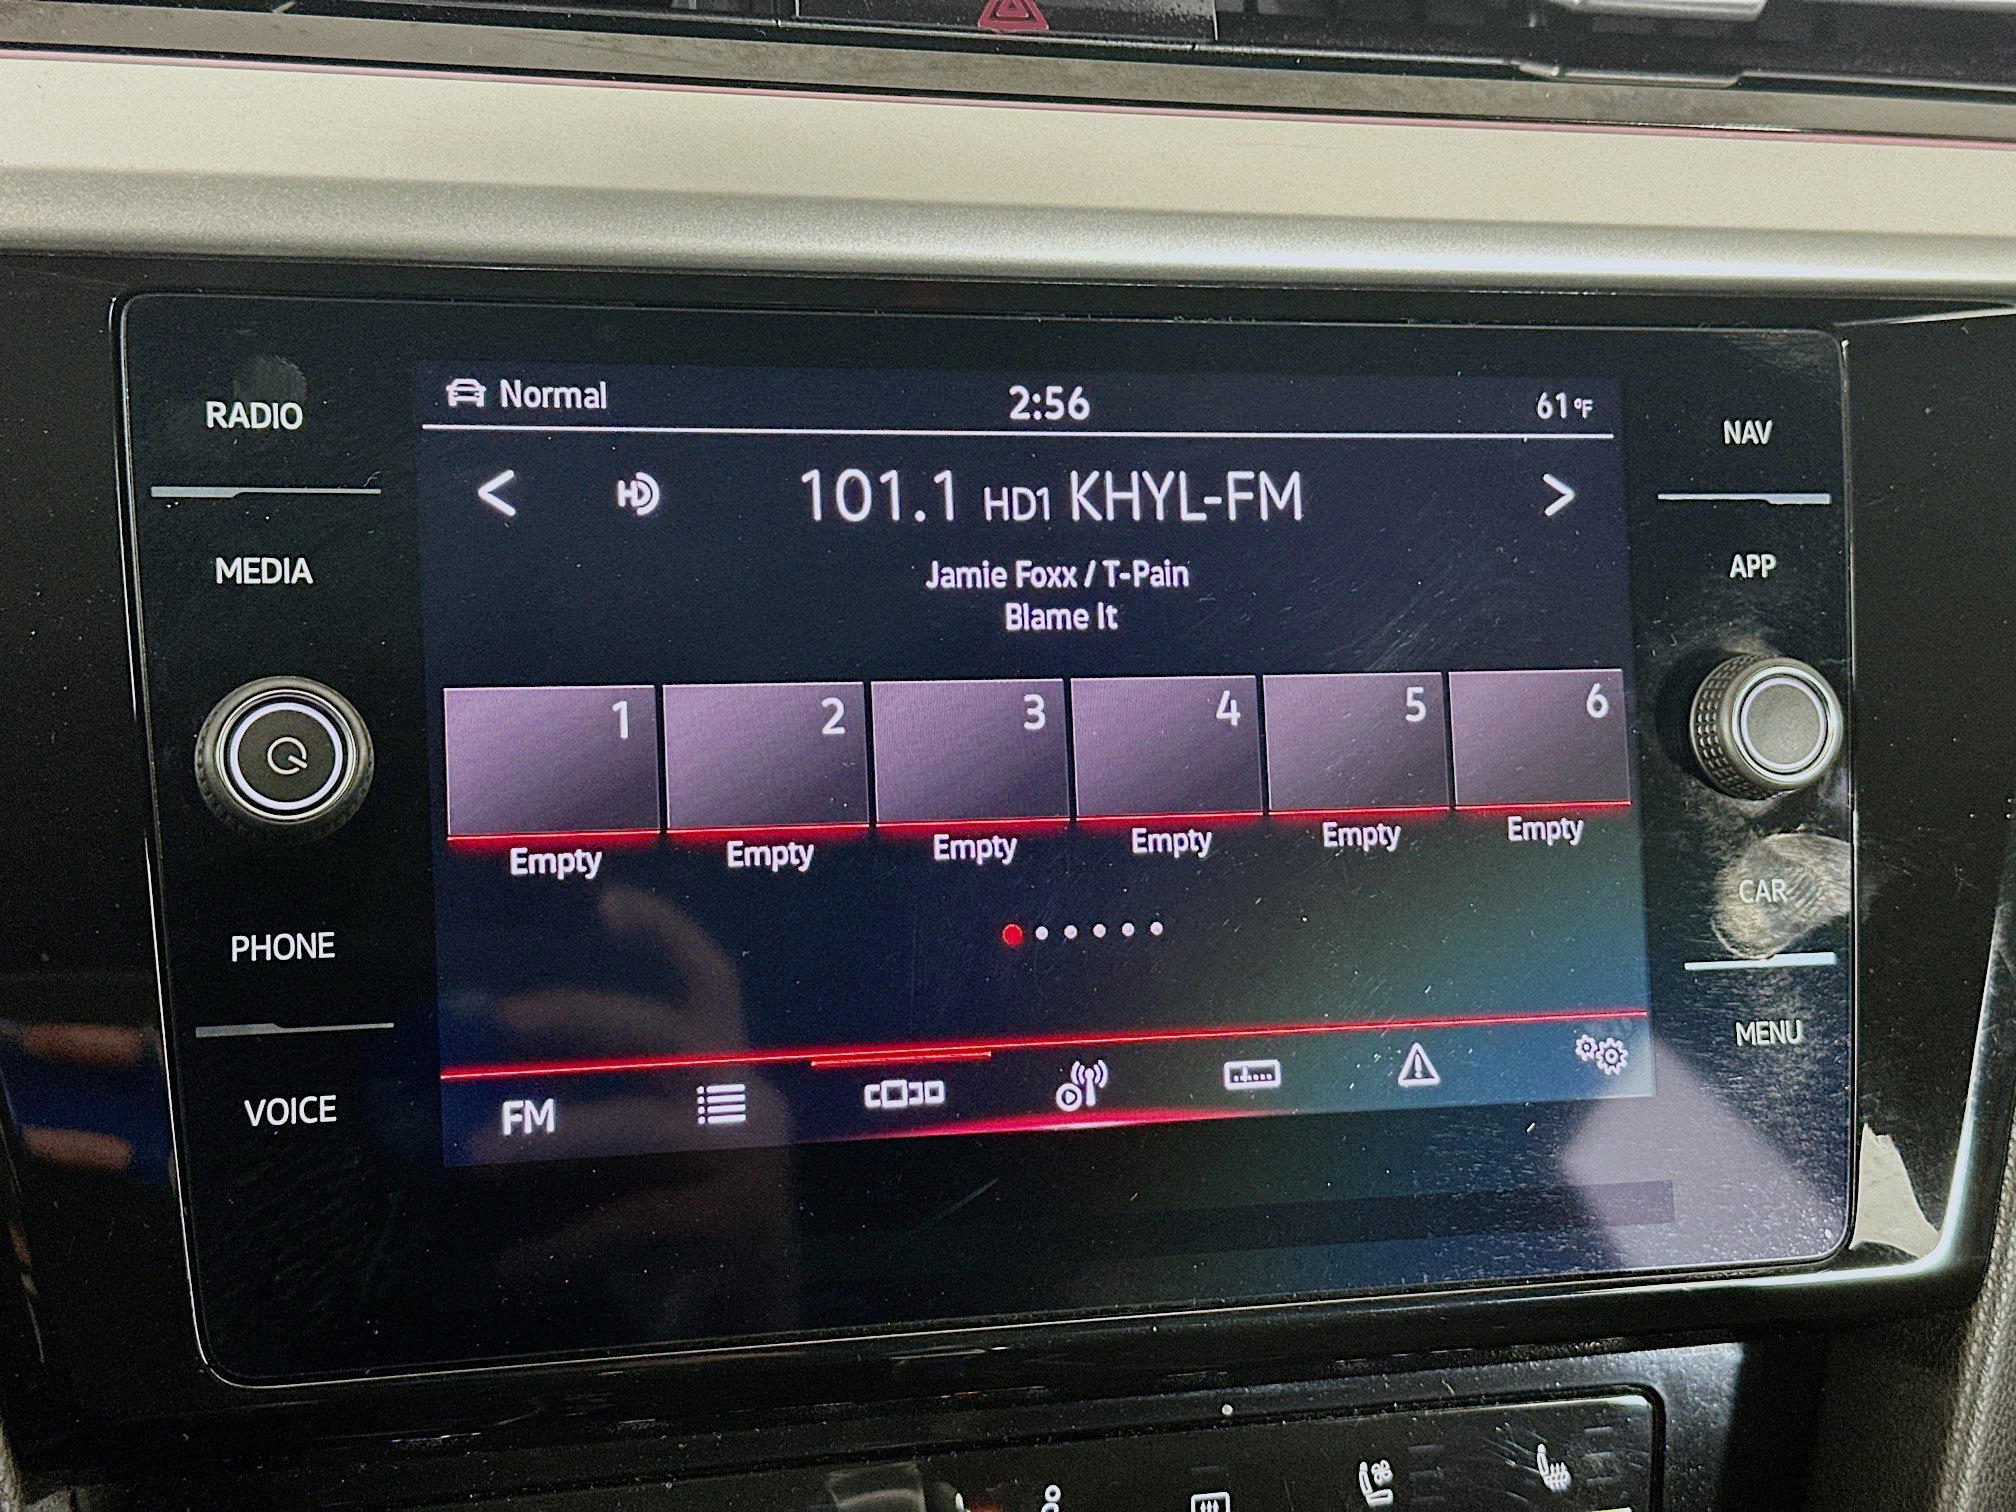 Normal 2:56 61°F
RADIO
NAV
HD 101.1 HD1 KHYL-FM
MEDIA
APP
Jamie Foxx / T-Pain
Blame It
1 2 3 4 5 6
Empty Empty Empty Empty Empty Empty
CAR
PHONE
MENU
VOICE
FM